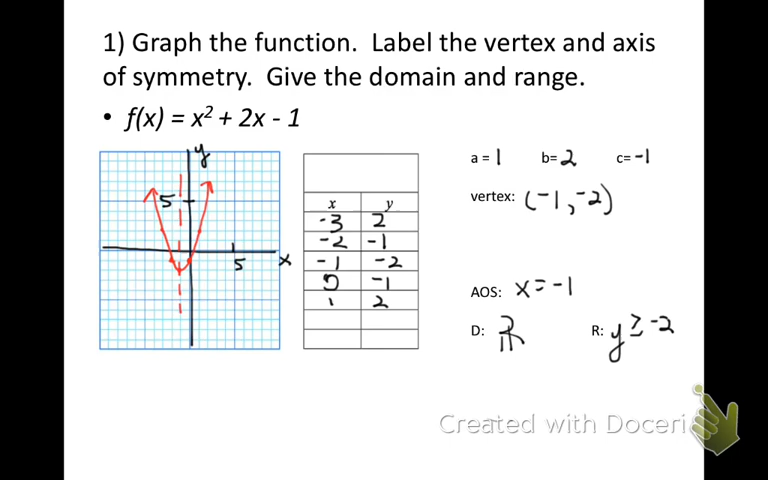 1) Graph the function. Label the vertex and axis
of symmetry. Give the domain and range.
• f(x) = x² + 2x - 1
y
5
5
x
x y
-3 2
-2 -1
-1 -2
0 -1
1 2
a = 1 b= 2 c= -1
vertex: (-1, -2)
AOS: x = -1
D: ℝ R: y ≥ -2
Created with Doceri